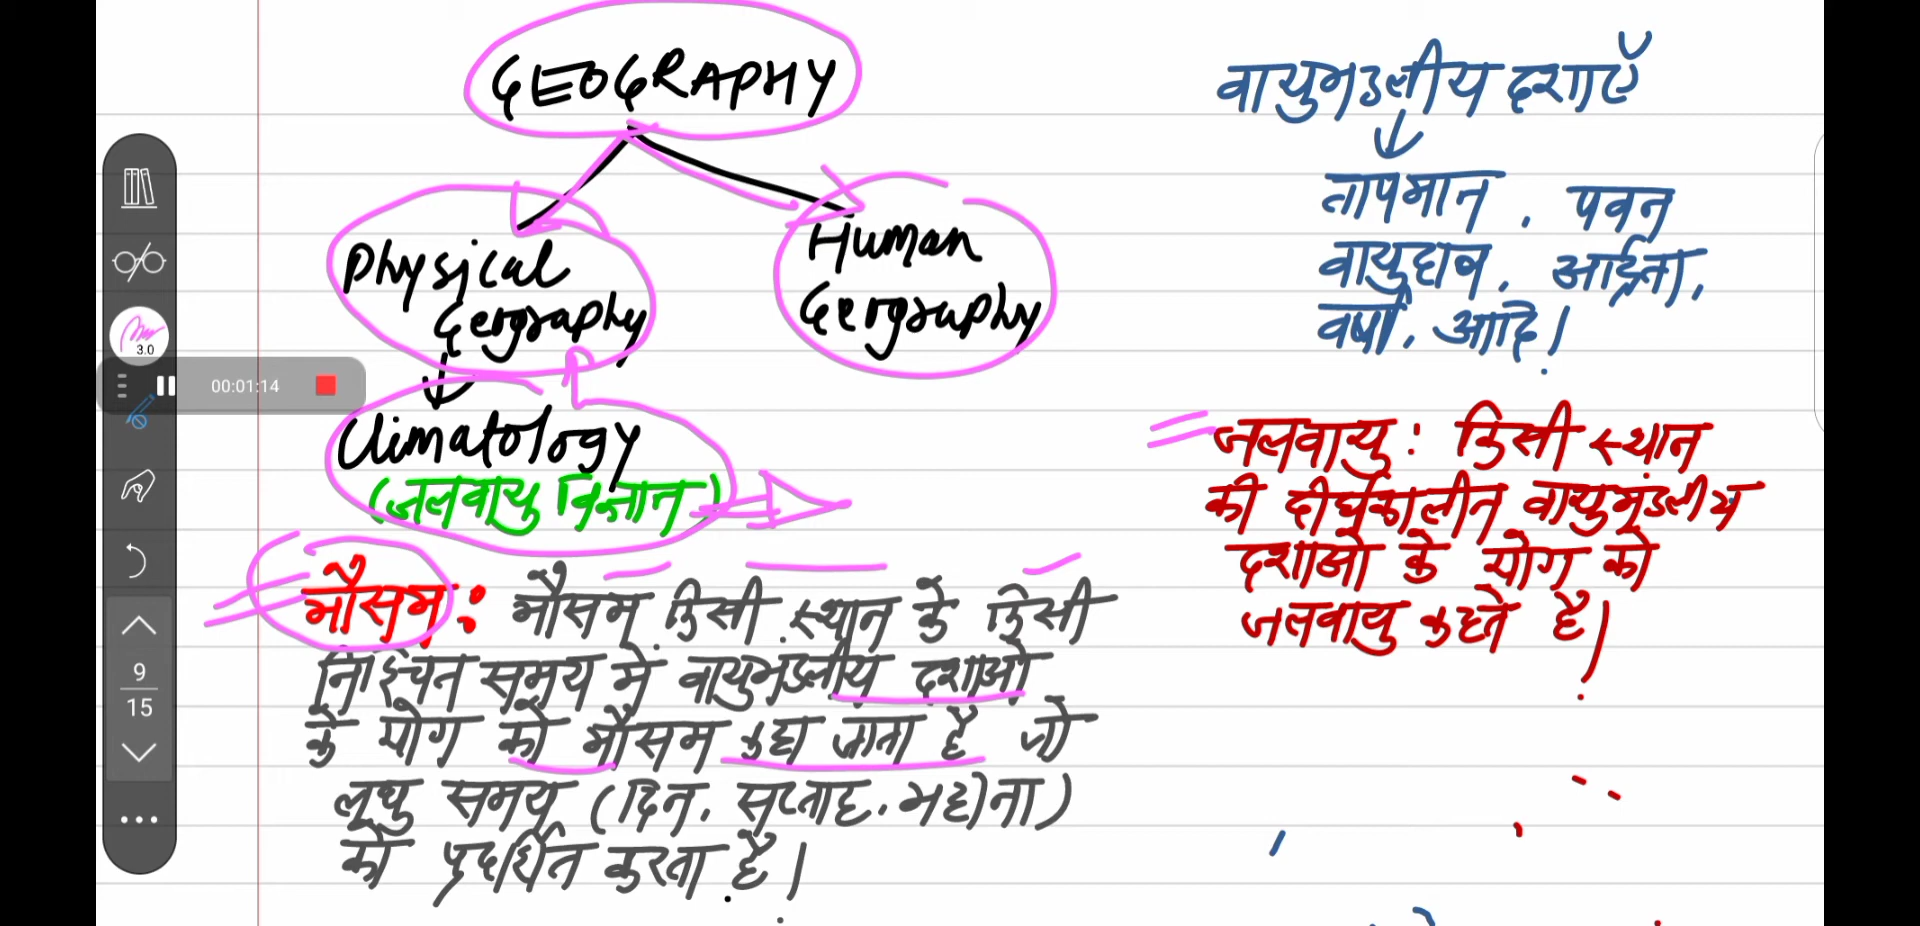 GEOGRAPHY
Physical
Geography
Human
Geography
Climatology
(जलवायु विज्ञान)
मौसम : मौसम किसी स्थान के किसी
निश्चित समय में वायुमंडलीय दशाओ
के योग को मौसम कहा जाता है जो
लघु समय (दिन, सप्ताह, महीना)
को प्रदर्शित करता है।
वायुमंडलीय दशाएँ
तापमान, पवन
वायुदाब, आर्द्रता,
वर्षा, आदि।
जलवायु : किसी स्थान
की दीर्घकालीन वायुमंडलीय
दशाओ के योग को
जलवायु कहते है।
3.0
00:01:14
9
15